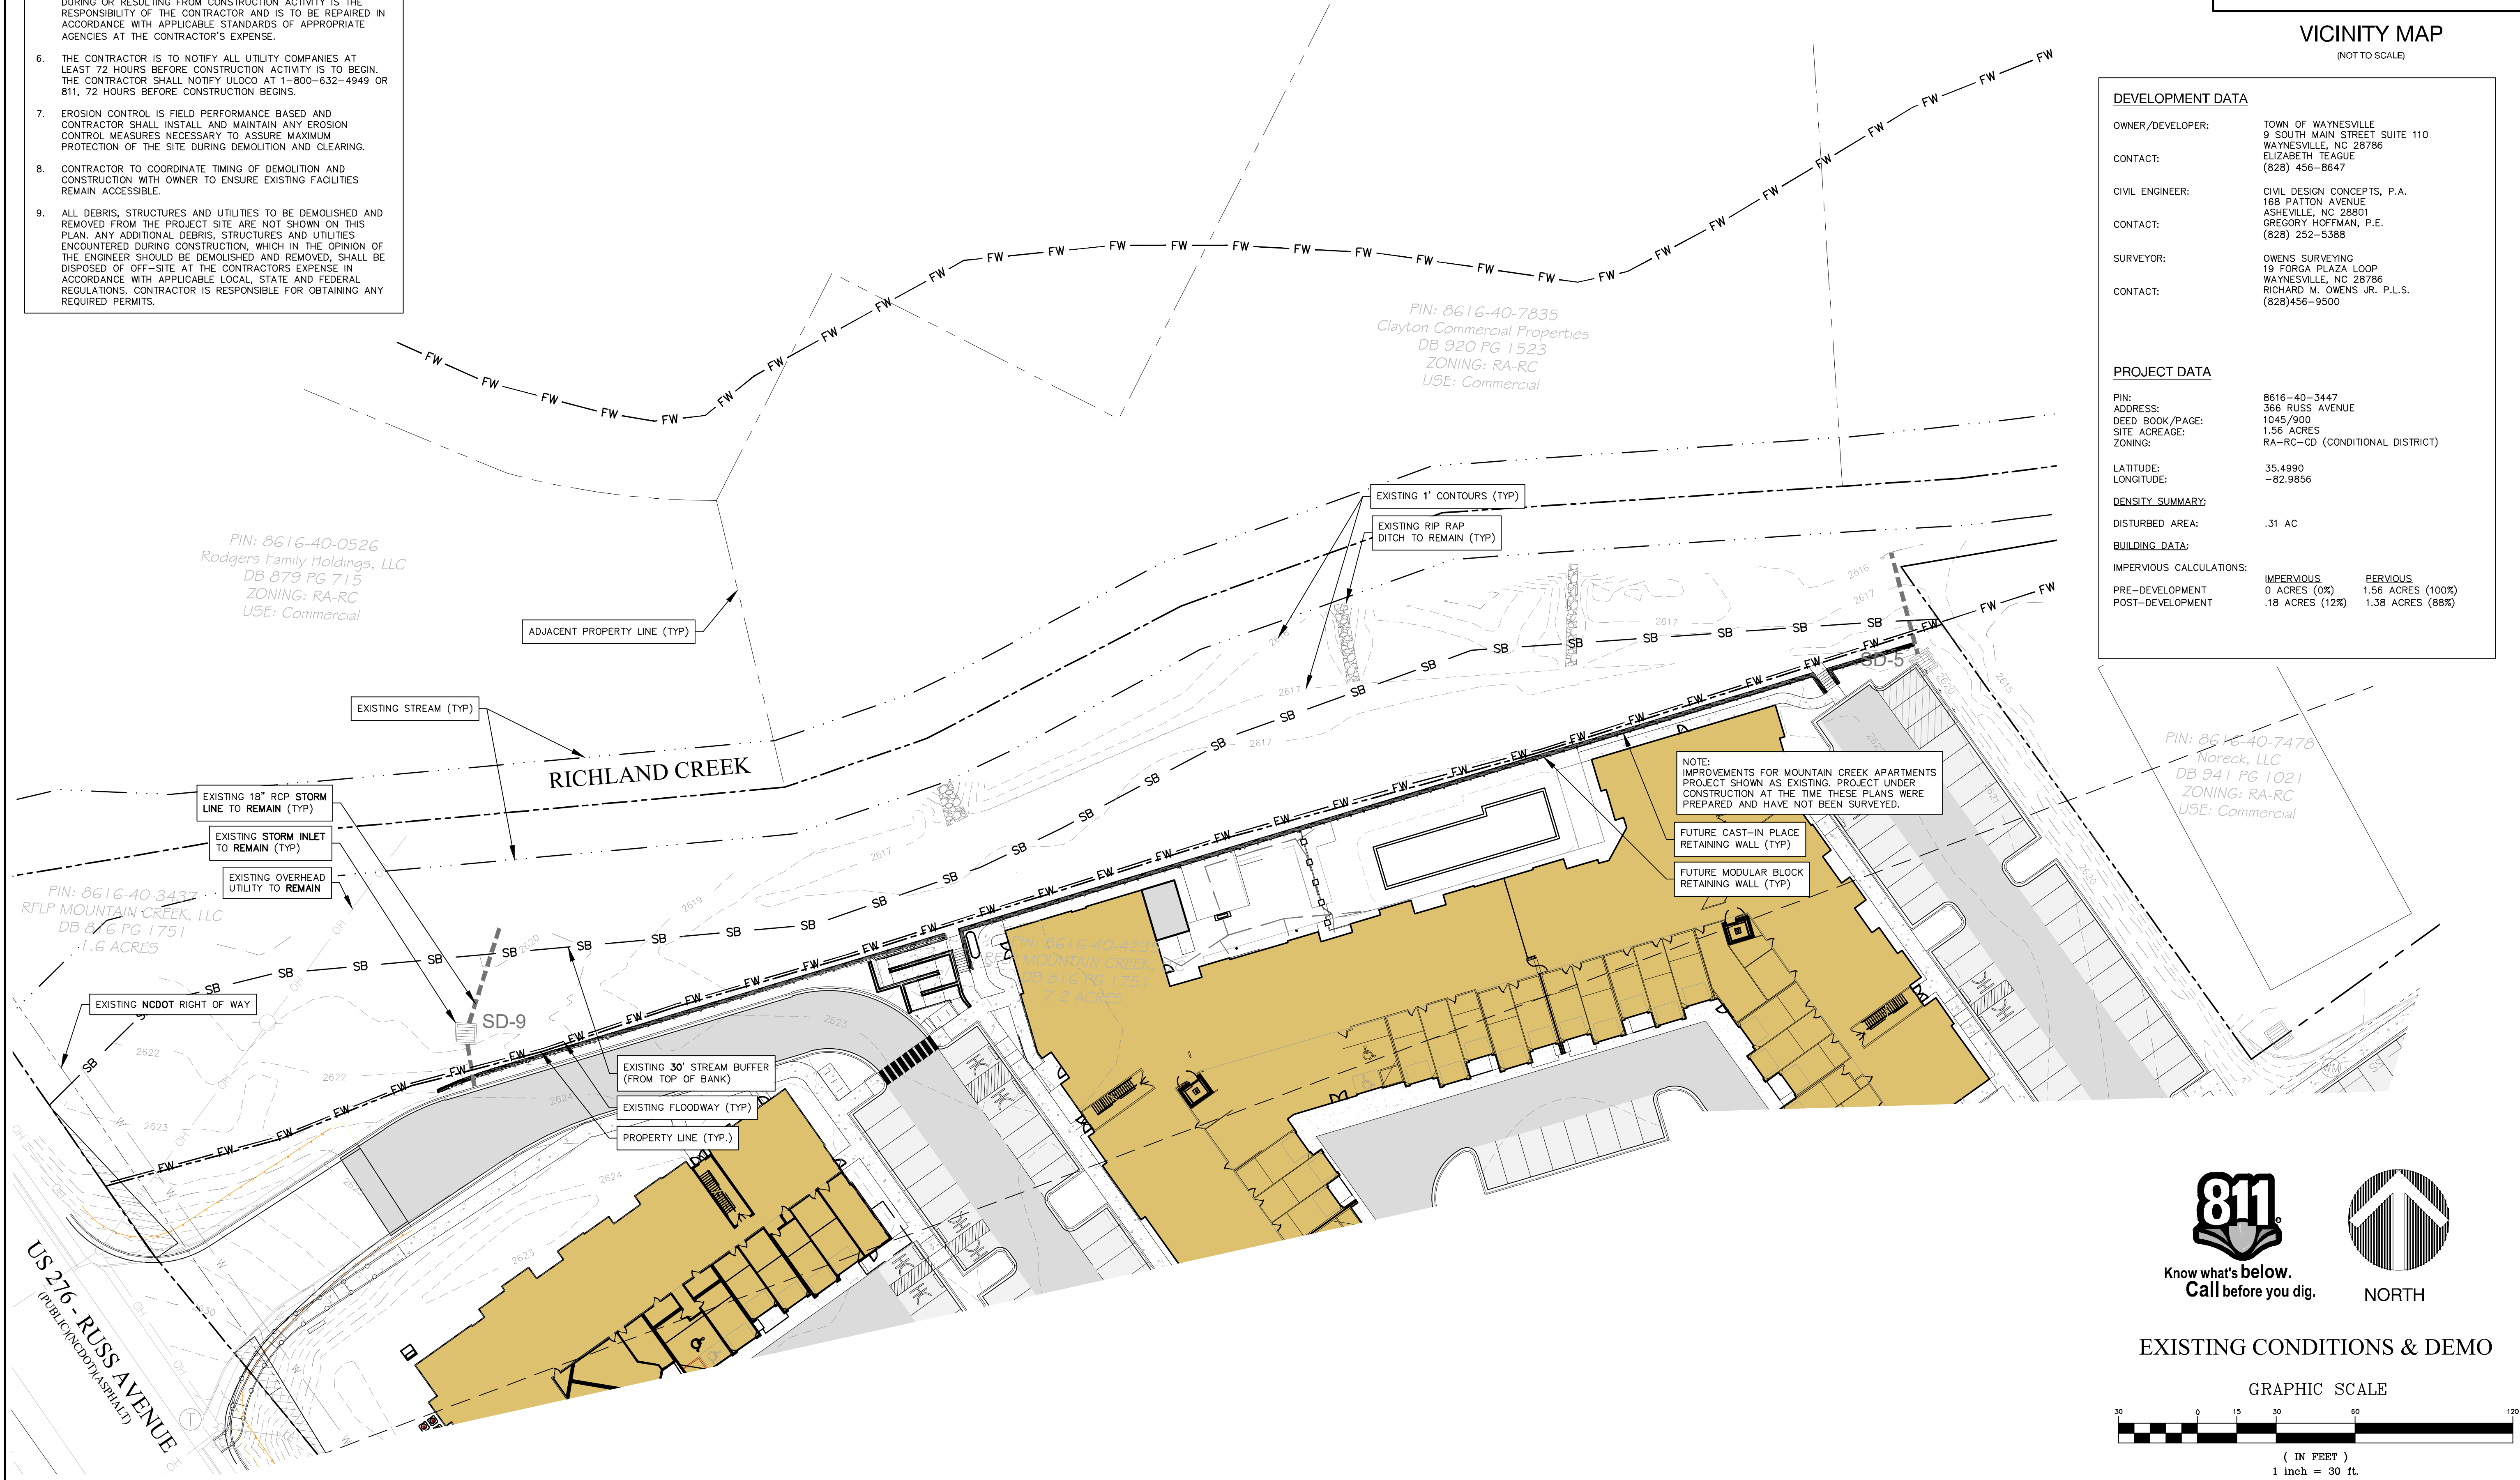 DURING OR RESULTING FROM CONSTRUCTION ACTIVITY IS THE
RESPONSIBILITY OF THE CONTRACTOR AND IS TO BE REPAIRED IN
ACCORDANCE WITH APPLICABLE STANDARDS OF APPROPRIATE
AGENCIES AT THE CONTRACTOR'S EXPENSE.
6. THE CONTRACTOR IS TO NOTIFY ALL UTILITY COMPANIES AT
LEAST 72 HOURS BEFORE CONSTRUCTION ACTIVITY IS TO BEGIN.
THE CONTRACTOR SHALL NOTIFY ULOCO AT 1-800-632-4949 OR
811, 72 HOURS BEFORE CONSTRUCTION BEGINS.
7. EROSION CONTROL IS FIELD PERFORMANCE BASED AND
CONTRACTOR SHALL INSTALL AND MAINTAIN ANY EROSION
CONTROL MEASURES NECESSARY TO ASSURE MAXIMUM
PROTECTION OF THE SITE DURING DEMOLITION AND CLEARING.
8. CONTRACTOR TO COORDINATE TIMING OF DEMOLITION AND
CONSTRUCTION WITH OWNER TO ENSURE EXISTING FACILITIES
REMAIN ACCESSIBLE.
9. ALL DEBRIS, STRUCTURES AND UTILITIES TO BE DEMOLISHED AND
REMOVED FROM THE PROJECT SITE ARE NOT SHOWN ON THIS
PLAN. ANY ADDITIONAL DEBRIS, STRUCTURES AND UTILITIES
ENCOUNTERED DURING CONSTRUCTION, WHICH IN THE OPINION OF
THE ENGINEER SHOULD BE DEMOLISHED AND REMOVED, SHALL BE
DISPOSED OF OFF-SITE AT THE CONTRACTORS EXPENSE IN
ACCORDANCE WITH APPLICABLE LOCAL, STATE AND FEDERAL
REGULATIONS. CONTRACTOR IS RESPONSIBLE FOR OBTAINING ANY
REQUIRED PERMITS.
VICINITY MAP
(NOT TO SCALE)
DEVELOPMENT DATA
OWNER/DEVELOPER: TOWN OF WAYNESVILLE
9 SOUTH MAIN STREET SUITE 110
WAYNESVILLE, NC 28786
CONTACT: ELIZABETH TEAGUE
(828) 456-8647
CIVIL ENGINEER: CIVIL DESIGN CONCEPTS, P.A.
168 PATTON AVENUE
ASHEVILLE, NC 28801
CONTACT: GREGORY HOFFMAN, P.E.
(828) 252-5388
SURVEYOR: OWENS SURVEYING
19 FORGA PLAZA LOOP
WAYNESVILLE, NC 28786
CONTACT: RICHARD M. OWENS JR. P.L.S.
(828)456-9500
PROJECT DATA
PIN: 8616-40-3447
ADDRESS: 366 RUSS AVENUE
DEED BOOK/PAGE: 1045/900
SITE ACREAGE: 1.56 ACRES
ZONING: RA-RC-CD (CONDITIONAL DISTRICT)
LATITUDE: 35.4990
LONGITUDE: -82.9856
DENSITY SUMMARY:
DISTURBED AREA: .31 AC
BUILDING DATA:
IMPERVIOUS CALCULATIONS:
IMPERVIOUS PERVIOUS
PRE-DEVELOPMENT 0 ACRES (0%) 1.56 ACRES (100%)
POST-DEVELOPMENT .18 ACRES (12%) 1.38 ACRES (88%)
PIN: 8616-40-7835
Clayton Commercial Properties
DB 920 PG 1523
ZONING: RA-RC
USE: Commercial
PIN: 8616-40-0526
Rodgers Family Holdings, LLC
DB 879 PG 715
ZONING: RA-RC
USE: Commercial
EXISTING 1' CONTOURS (TYP)
EXISTING RIP RAP
DITCH TO REMAIN (TYP)
ADJACENT PROPERTY LINE (TYP)
EXISTING STREAM (TYP)
RICHLAND CREEK
EXISTING 18" RCP STORM
LINE TO REMAIN (TYP)
EXISTING STORM INLET
TO REMAIN (TYP)
EXISTING OVERHEAD
UTILITY TO REMAIN
PIN: 8616-40-3437
RFLP MOUNTAIN CREEK, LLC
DB 816 PG 1751
1.6 ACRES
EXISTING NCDOT RIGHT OF WAY
SD-9
SD-5
NOTE:
IMPROVEMENTS FOR MOUNTAIN CREEK APARTMENTS
PROJECT SHOWN AS EXISTING. PROJECT UNDER
CONSTRUCTION AT THE TIME THESE PLANS WERE
PREPARED AND HAVE NOT BEEN SURVEYED.
FUTURE CAST-IN PLACE
RETAINING WALL (TYP)
FUTURE MODULAR BLOCK
RETAINING WALL (TYP)
PIN: 8616-40-7478
Noreck, LLC
DB 941 PG 1021
ZONING: RA-RC
USE: Commercial
MOUNTAIN CREEK,
DB 816 PG 1751
7.2 ACRES
EXISTING 30' STREAM BUFFER
(FROM TOP OF BANK)
EXISTING FLOODWAY (TYP)
PROPERTY LINE (TYP.)
US 276 - RUSS AVENUE
(PUBLIC)(NCDOT)(ASPHALT)
811
Know what's below.
Call before you dig.
NORTH
EXISTING CONDITIONS & DEMO
GRAPHIC SCALE
30 0 15 30 60 120
( IN FEET )
1 inch = 30 ft.